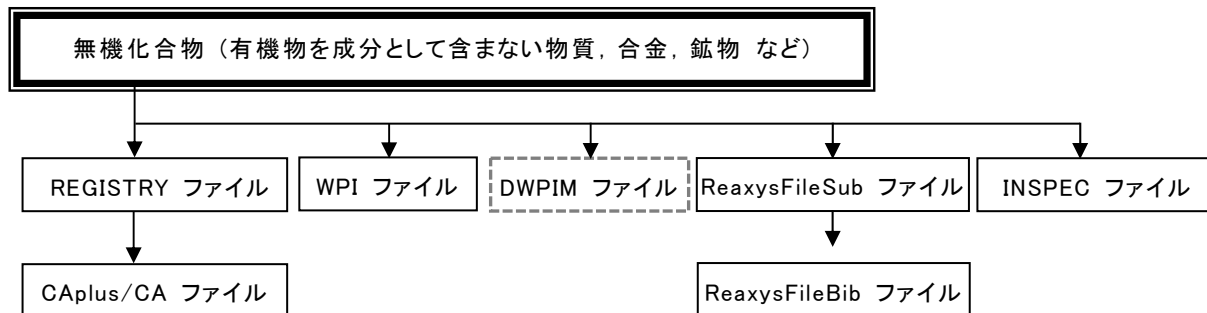 無機化合物 (有機物を成分として含まない物質, 合金, 鉱物 など)
REGISTRY ファイル
WPI ファイル
DWPIM ファイル
ReaxysFileSub ファイル
INSPEC ファイル
CAplus/CA ファイル
ReaxysFileBib ファイル